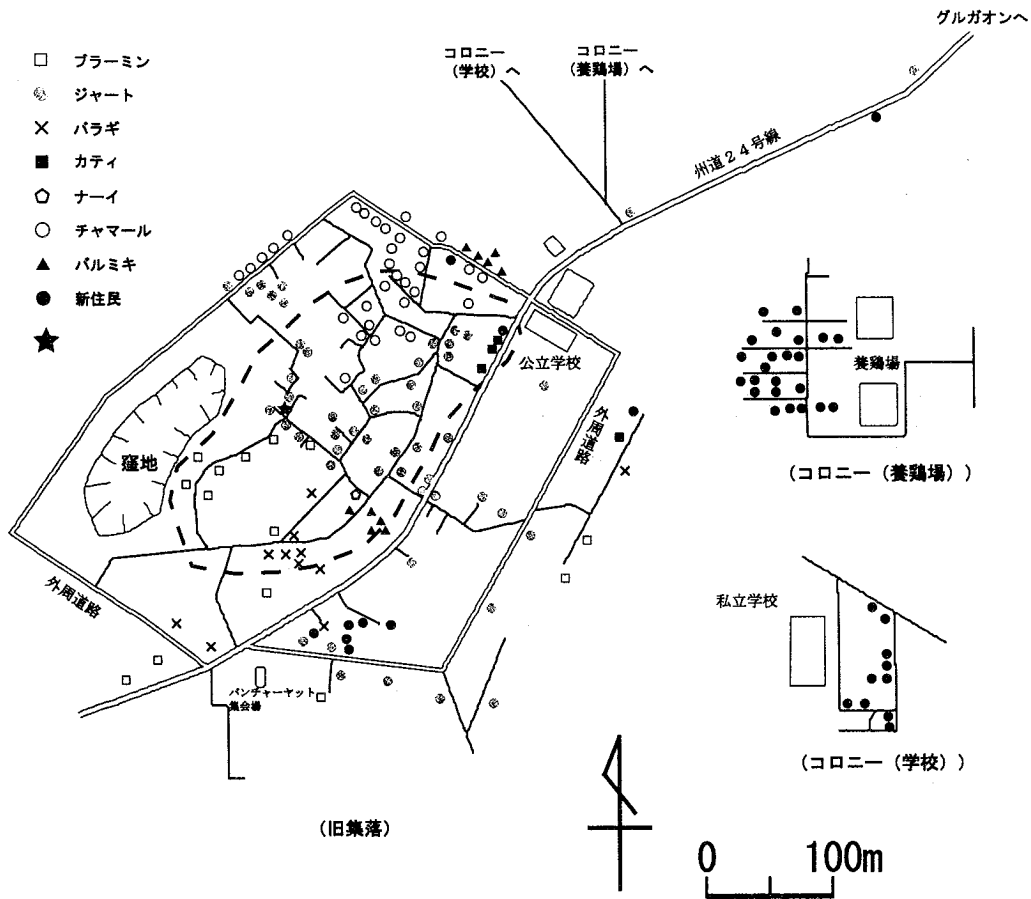 グルガオンへ
コロニー
(学校)へ
コロニー
(養鶏場)へ
ブラーミン
ジャート
バラギ
カティ
ナーイ
チャマール
バルミキ
新住民
州道24号線
公立学校
外周道路
窪地
外周道路
パンチャーヤット
集会場
(旧集落)
養鶏場
(コロニー(養鶏場))
私立学校
(コロニー(学校))
0 100m